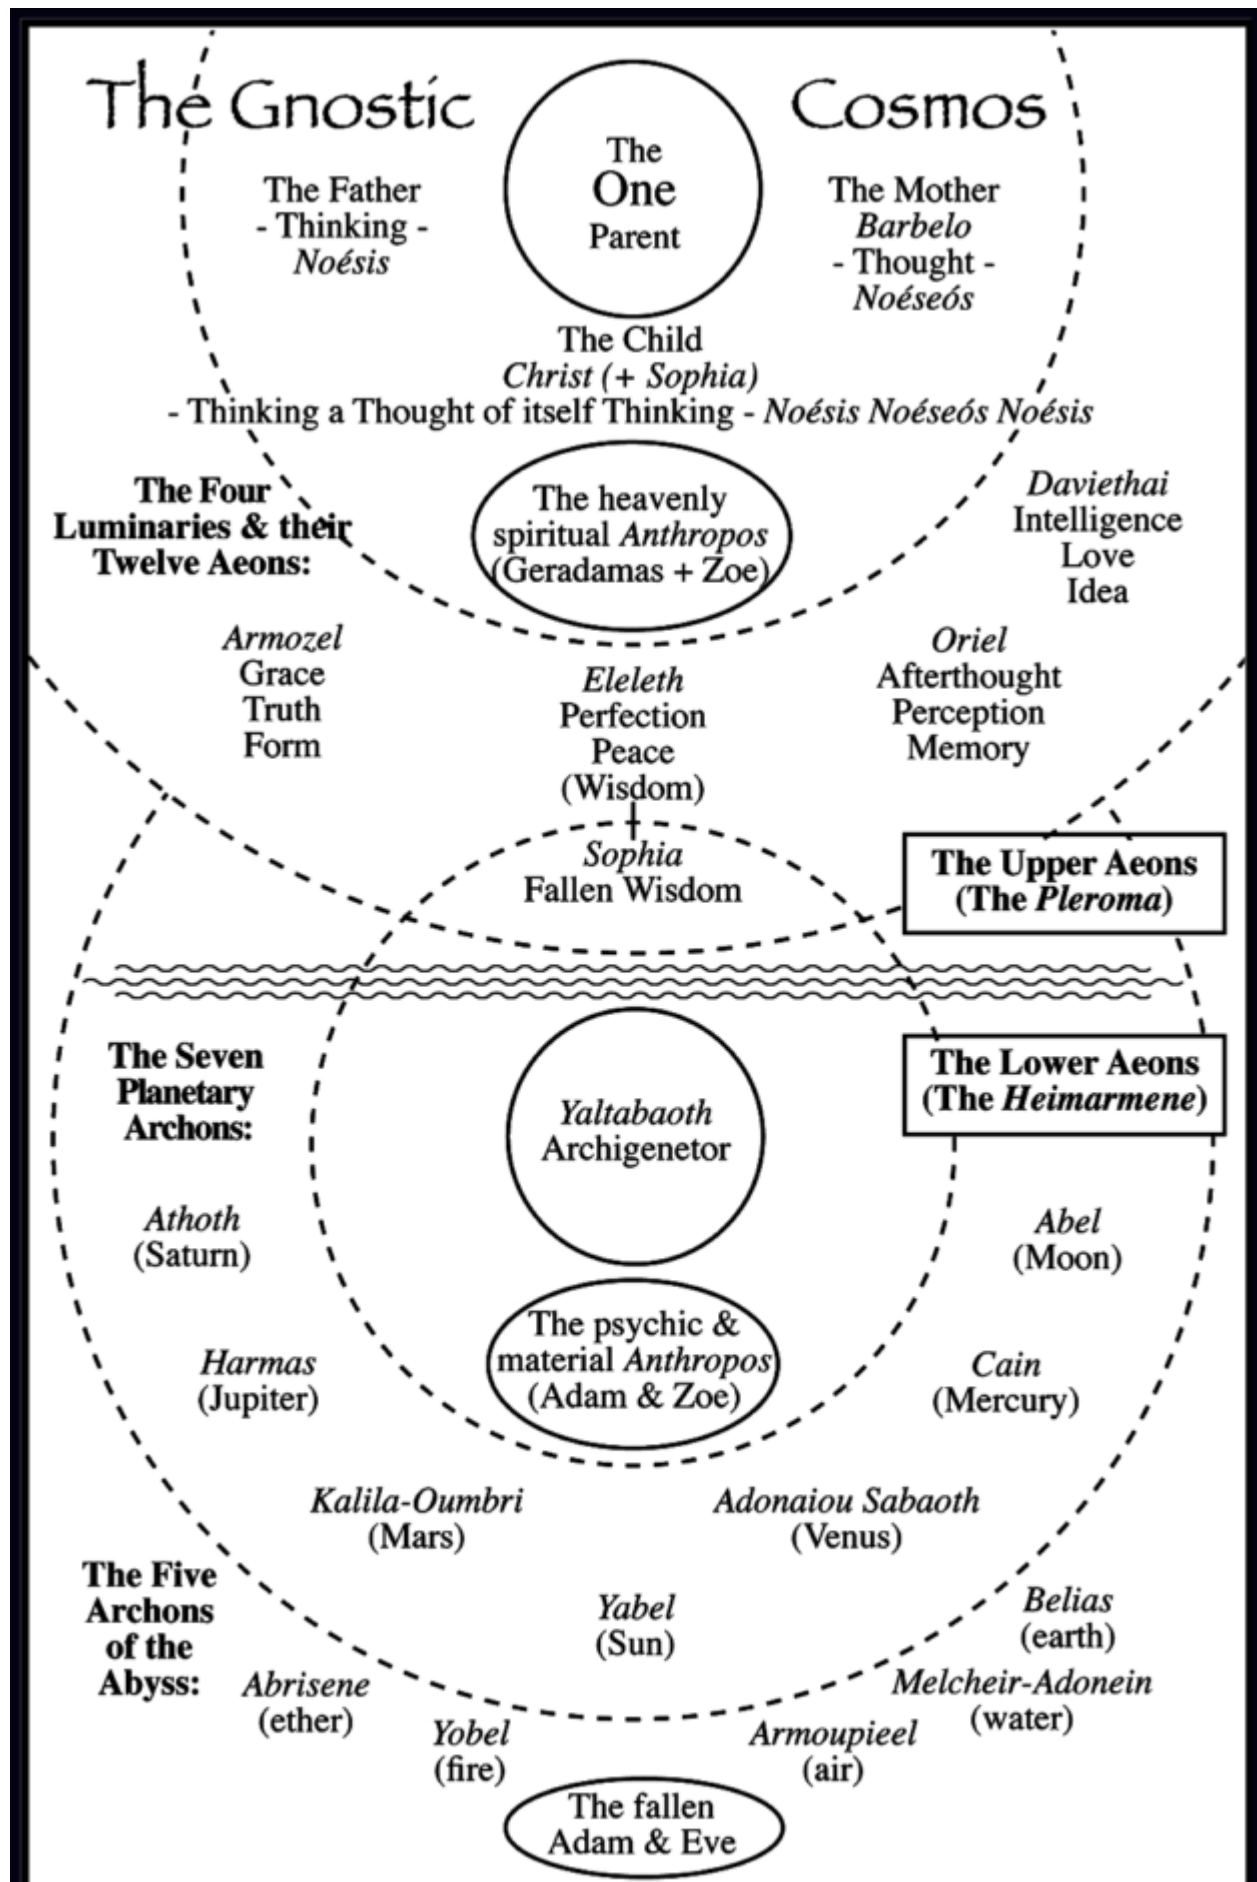 The Gnostic Cosmos
The
One
Parent
The Father
- Thinking -
Noésis
The Mother
Barbelo
- Thought -
Noéseós
The Child
Christ (+ Sophia)
- Thinking a Thought of itself Thinking - Noésis Noéseós Noésis
The Four
Luminaries & their
Twelve Aeons:
The heavenly
spiritual Anthropos
(Geradamas + Zoe)
Daviethai
Intelligence
Love
Idea
Armozel
Grace
Truth
Form
Eleleth
Perfection
Peace
(Wisdom)
Oriel
Afterthought
Perception
Memory
Sophia
Fallen Wisdom
The Upper Aeons
(The Pleroma)
The Seven
Planetary
Archons:
Yaltabaoth
Archigenetor
The Lower Aeons
(The Heimarmene)
Athoth
(Saturn)
Abel
(Moon)
The psychic &
material Anthropos
(Adam & Zoe)
Harmas
(Jupiter)
Cain
(Mercury)
Kalila-Oumbri
(Mars)
Adonaiou Sabaoth
(Venus)
Yabel
(Sun)
The Five
Archons
of the
Abyss:
Abrisene
(ether)
Yobel
(fire)
Armoupieel
(air)
Melcheir-Adonein
(water)
Belias
(earth)
The fallen
Adam & Eve